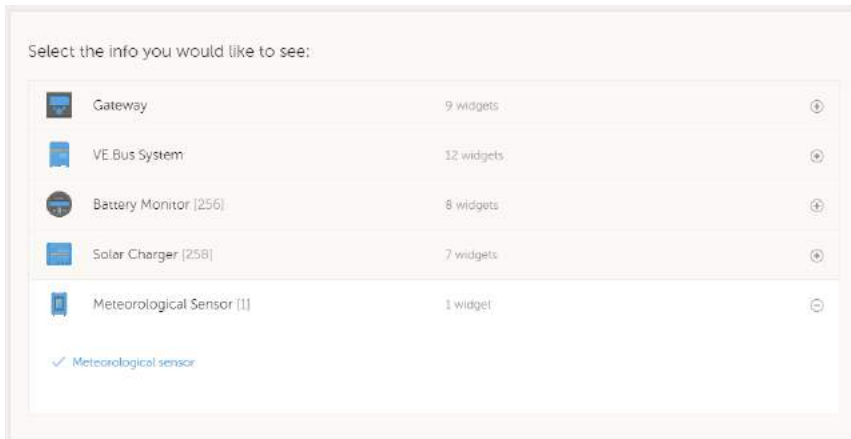 Select the info you would like to see:
Gateway 9 widgets
VE.Bus System 12 widgets
Battery Monitor [256] 8 widgets
Solar Charger [258] 7 widgets
Meteorological Sensor [1] 1 widget
Meteorological sensor